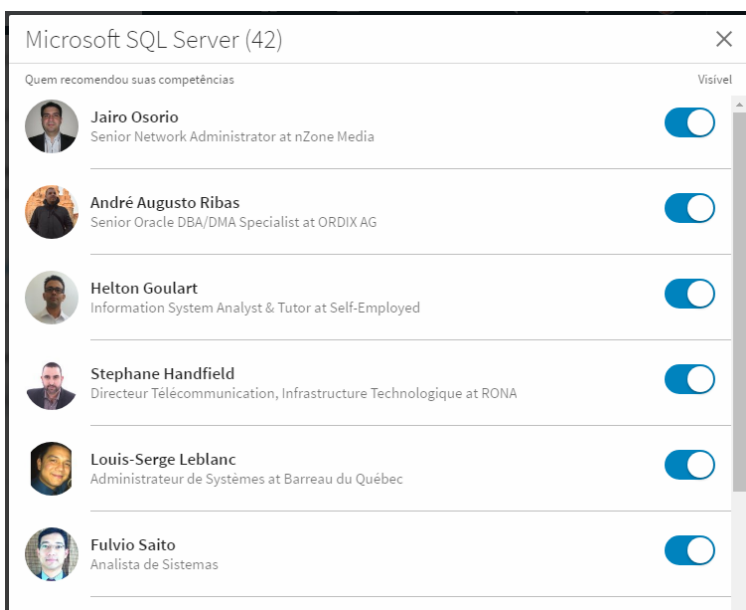 Microsoft SQL Server (42)
Quem recomendou suas competências Visível
Jairo Osorio
Senior Network Administrator at nZone Media
André Augusto Ribas
Senior Oracle DBA/DMA Specialist at ORDIX AG
Helton Goulart
Information System Analyst & Tutor at Self-Employed
Stephane Handfield
Directeur Télécommunication, Infrastructure Technologique at RONA
Louis-Serge Leblanc
Administrateur de Systèmes at Barreau du Québec
Fulvio Saito
Analista de Sistemas